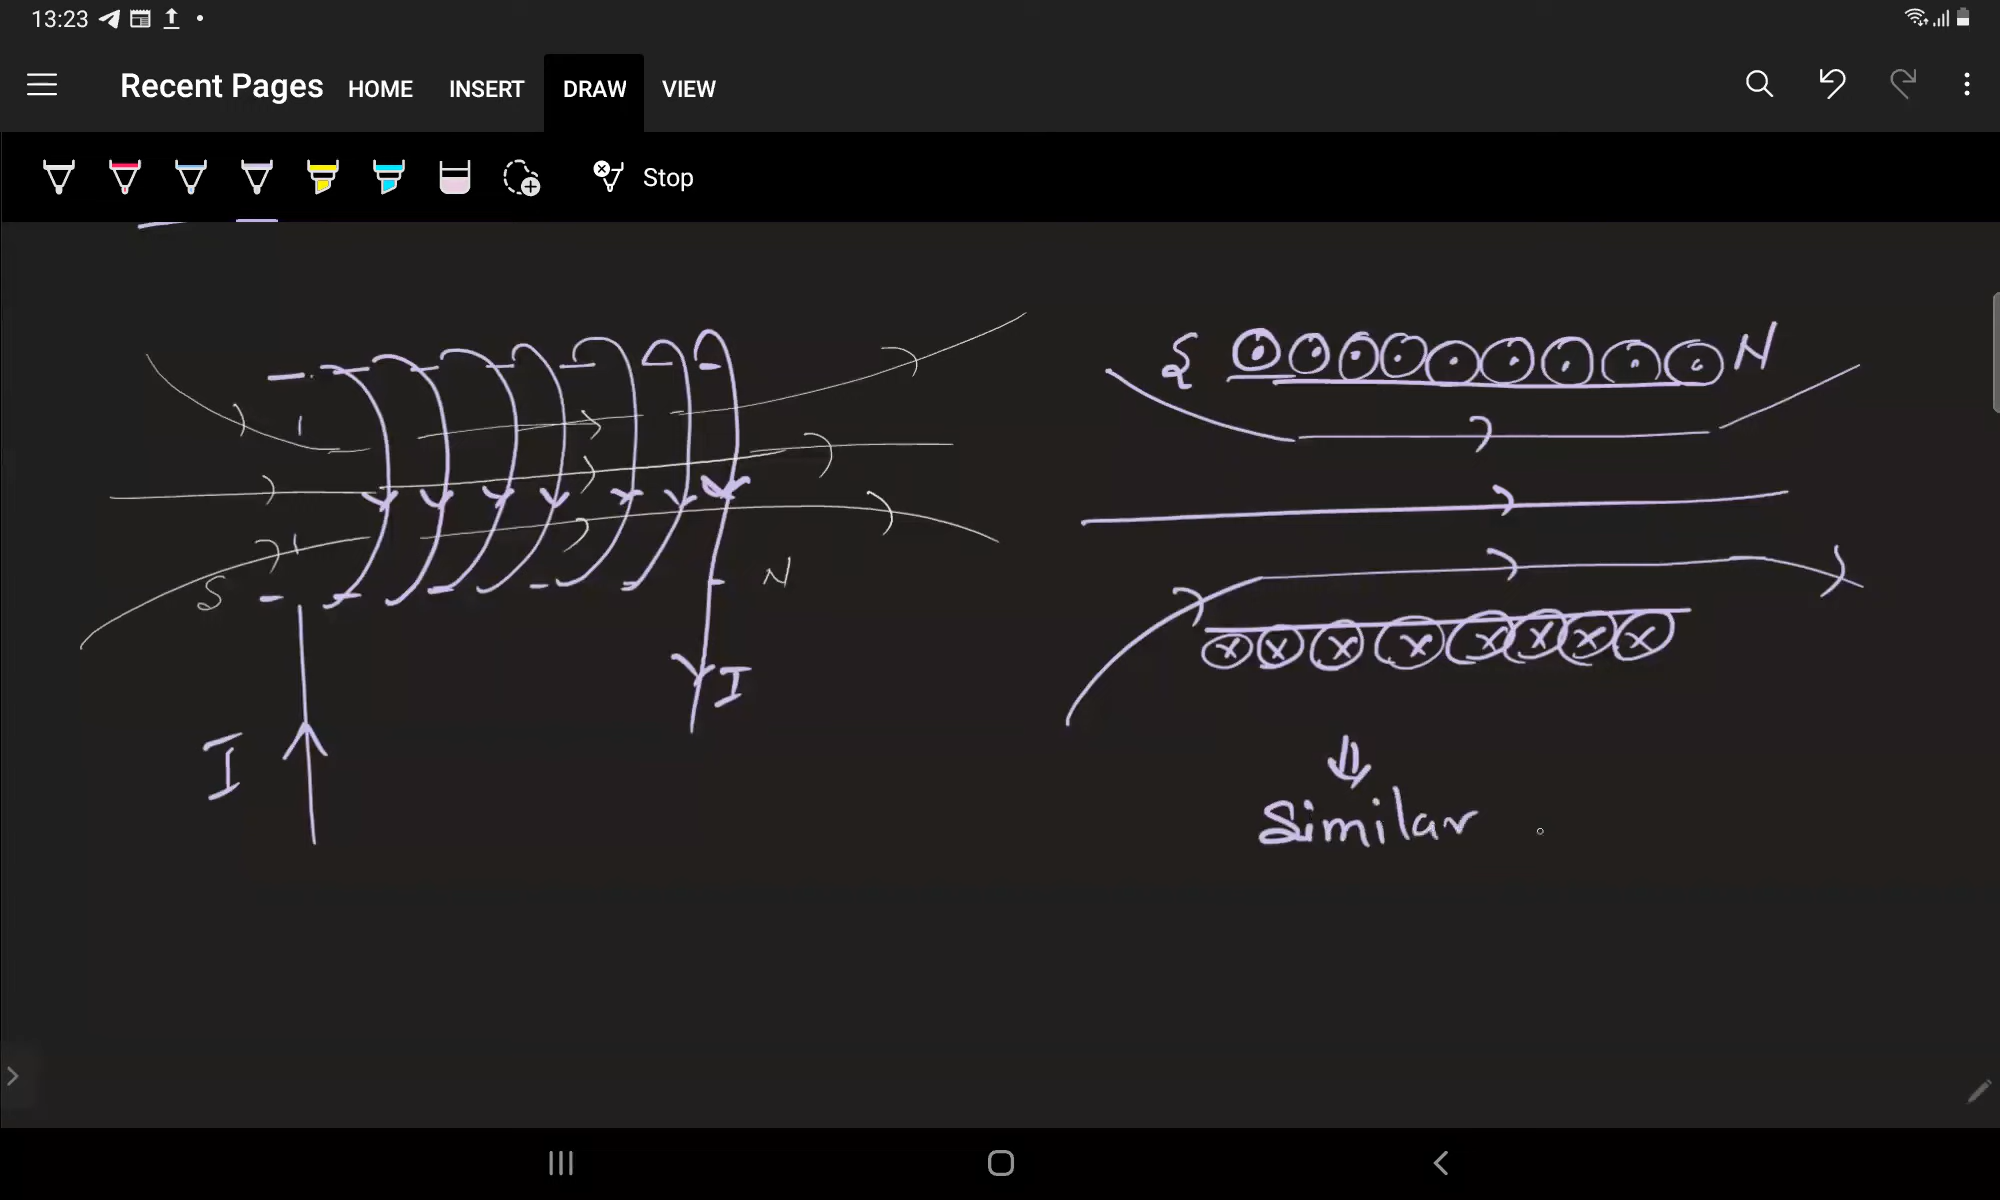 13:23
Recent Pages HOME INSERT DRAW VIEW
Stop
S N
I
I
S N
Similar